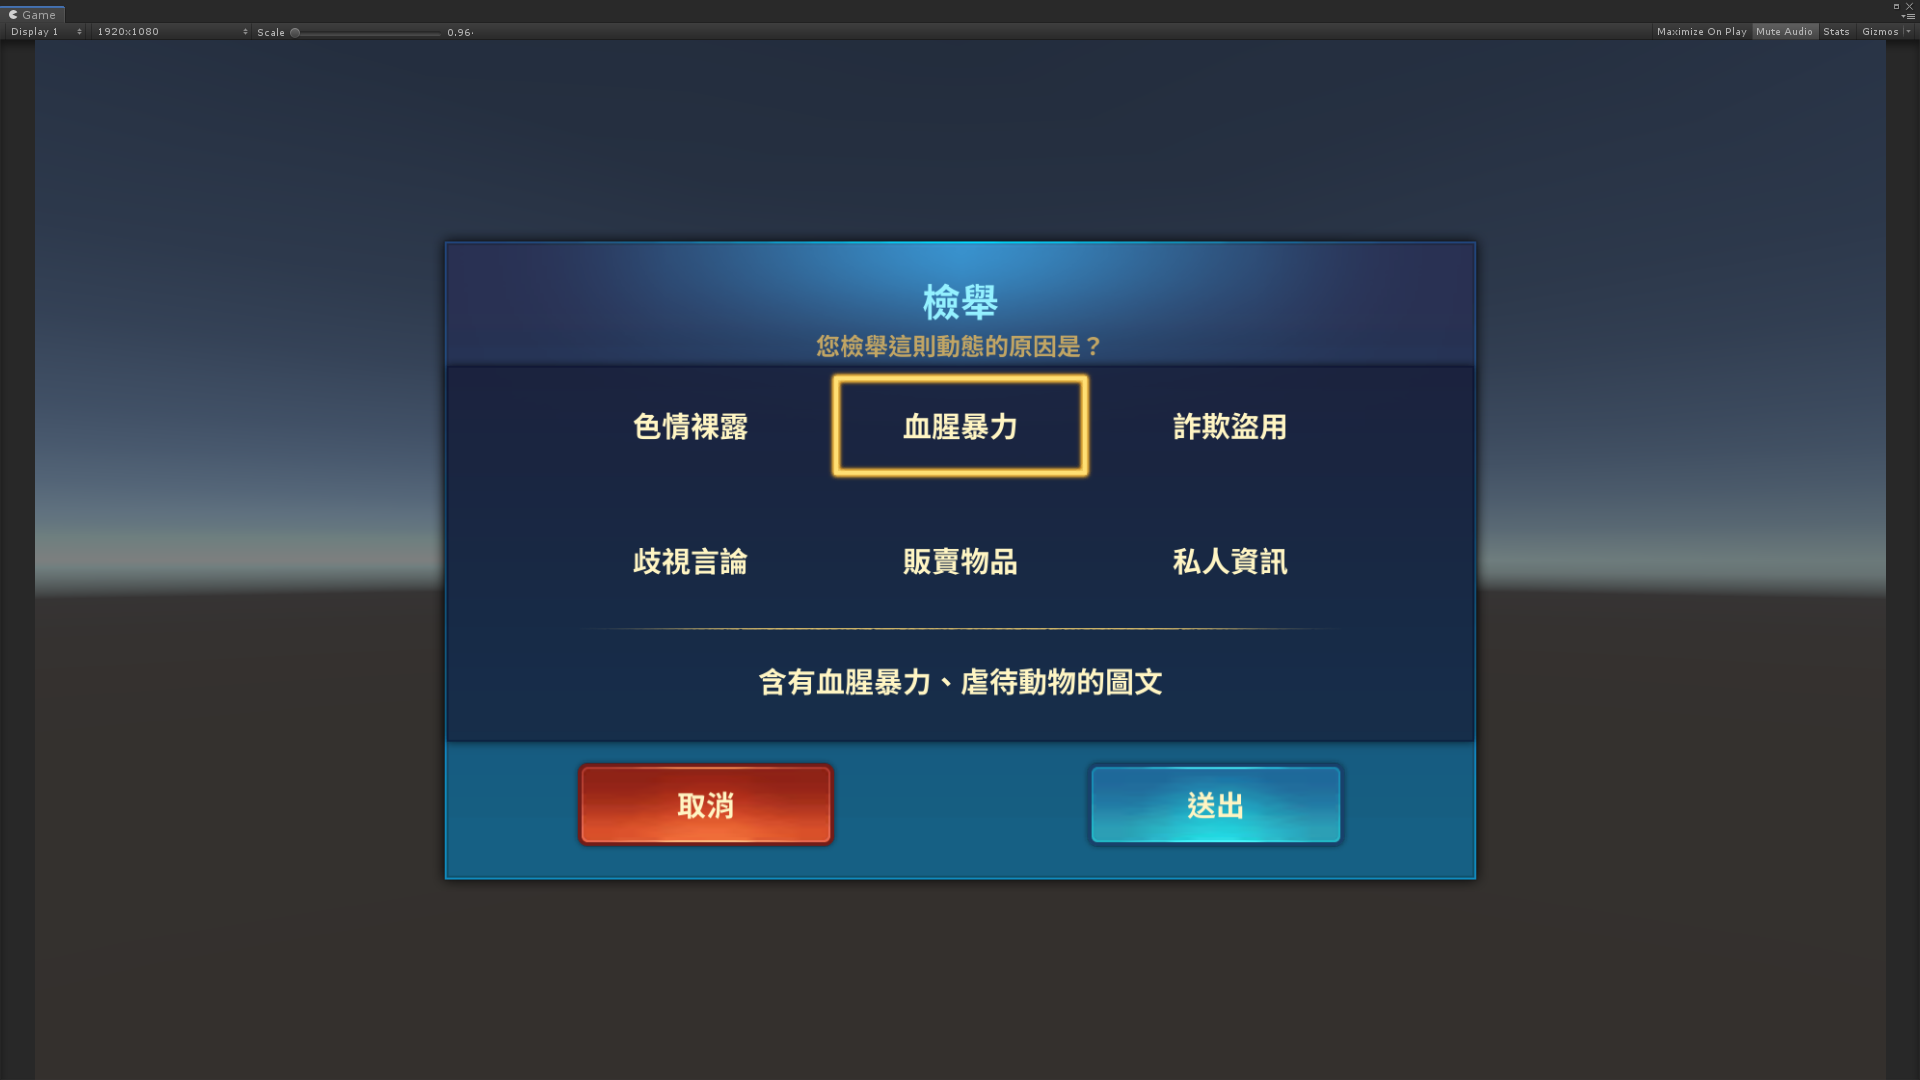 Game
Display 1 1920x1080 Scale 0.96 Maximize On Play Mute Audio Stats Gizmos
檢舉
您檢舉這則動態的原因是？
色情裸露 血腥暴力 詐欺盜用
歧視言論 販賣物品 私人資訊
含有血腥暴力、虐待動物的圖文
取消 送出